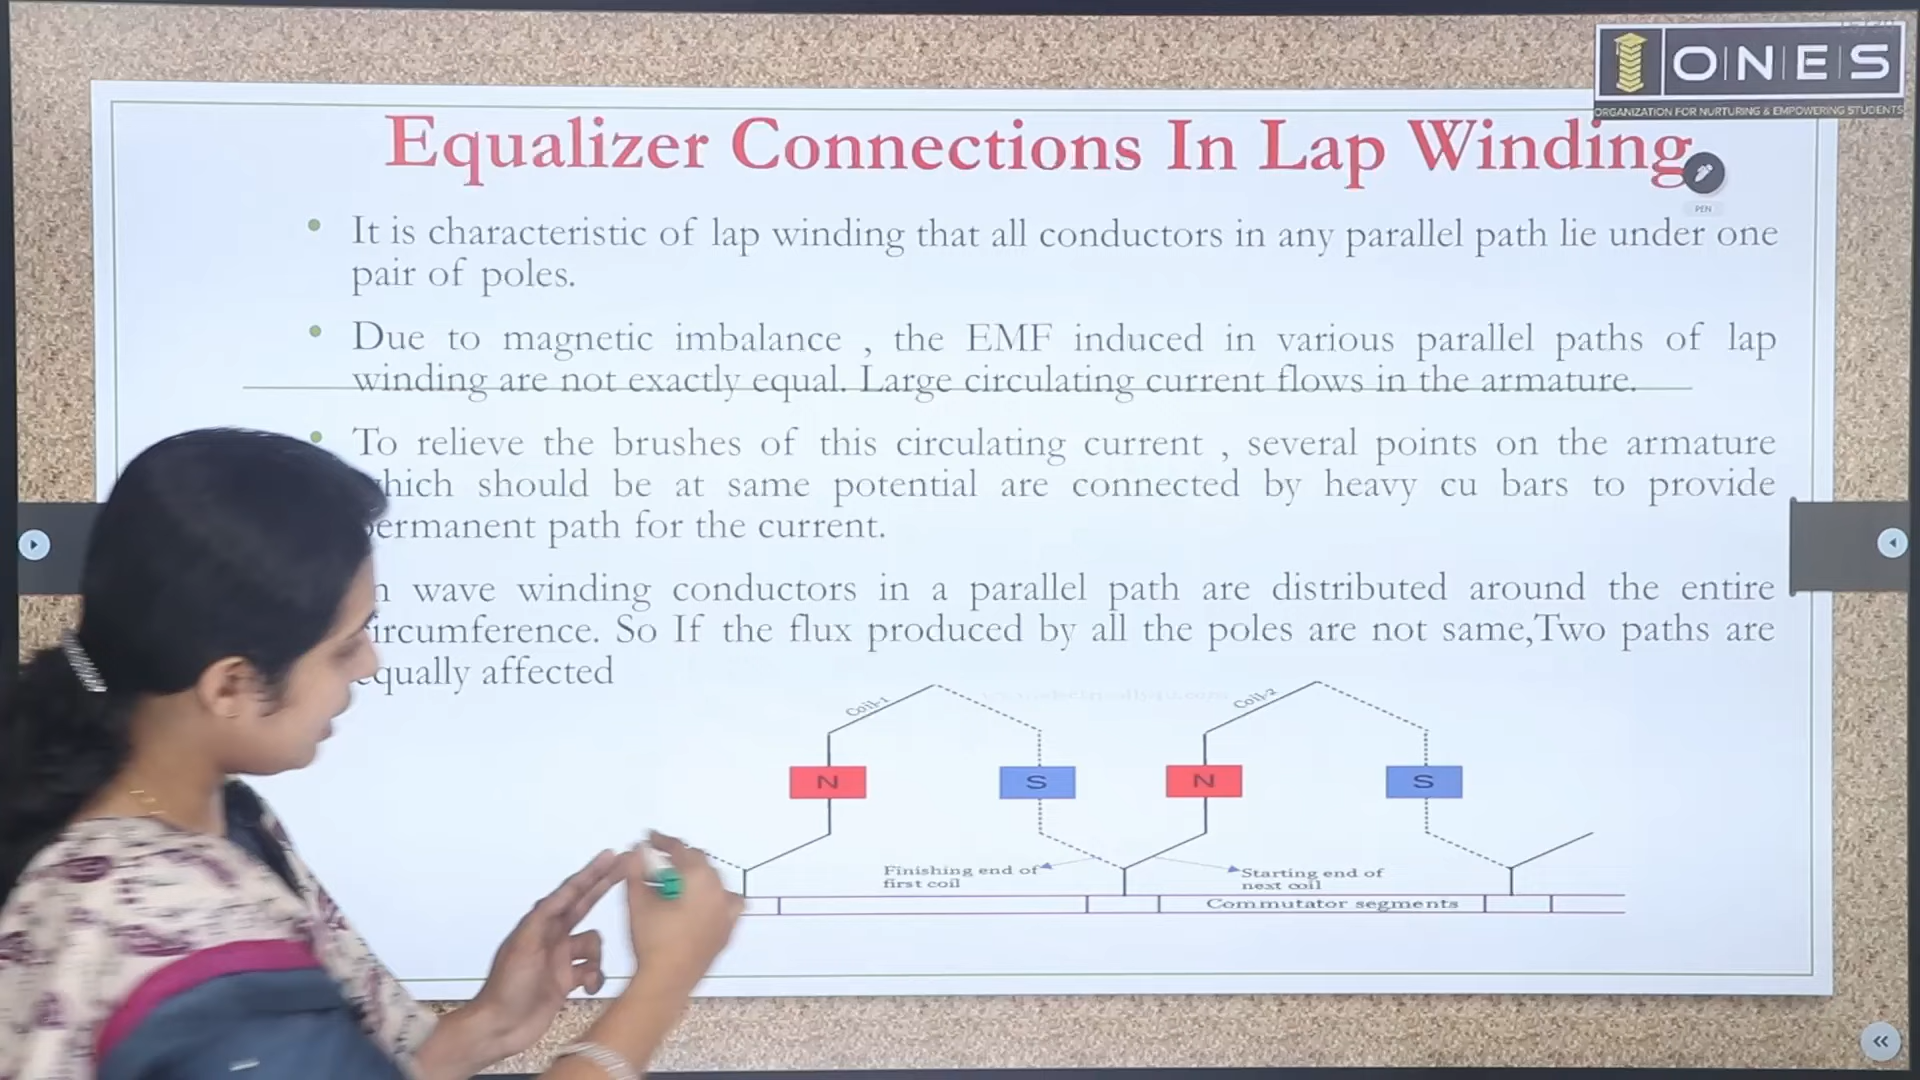 ONES
ORGANIZATION FOR NURTURING & EMPOWERING STUDENTS
Equalizer Connections In Lap Winding
PEN
It is characteristic of lap winding that all conductors in any parallel path lie under one
pair of poles.
Due to magnetic imbalance , the EMF induced in various parallel paths of lap
winding are not exactly equal. Large circulating current flows in the armature.
To relieve the brushes of this circulating current , several points on the armature
which should be at same potential are connected by heavy cu bars to provide
permanent path for the current.
wave winding conductors in a parallel path are distributed around the entire
circumference. So If the flux produced by all the poles are not same,Two paths are
equally affected
Coil-1
Coil-2
N
S
N
S
Finishing end of
first coil
Starting end of
next coil
Commutator segments